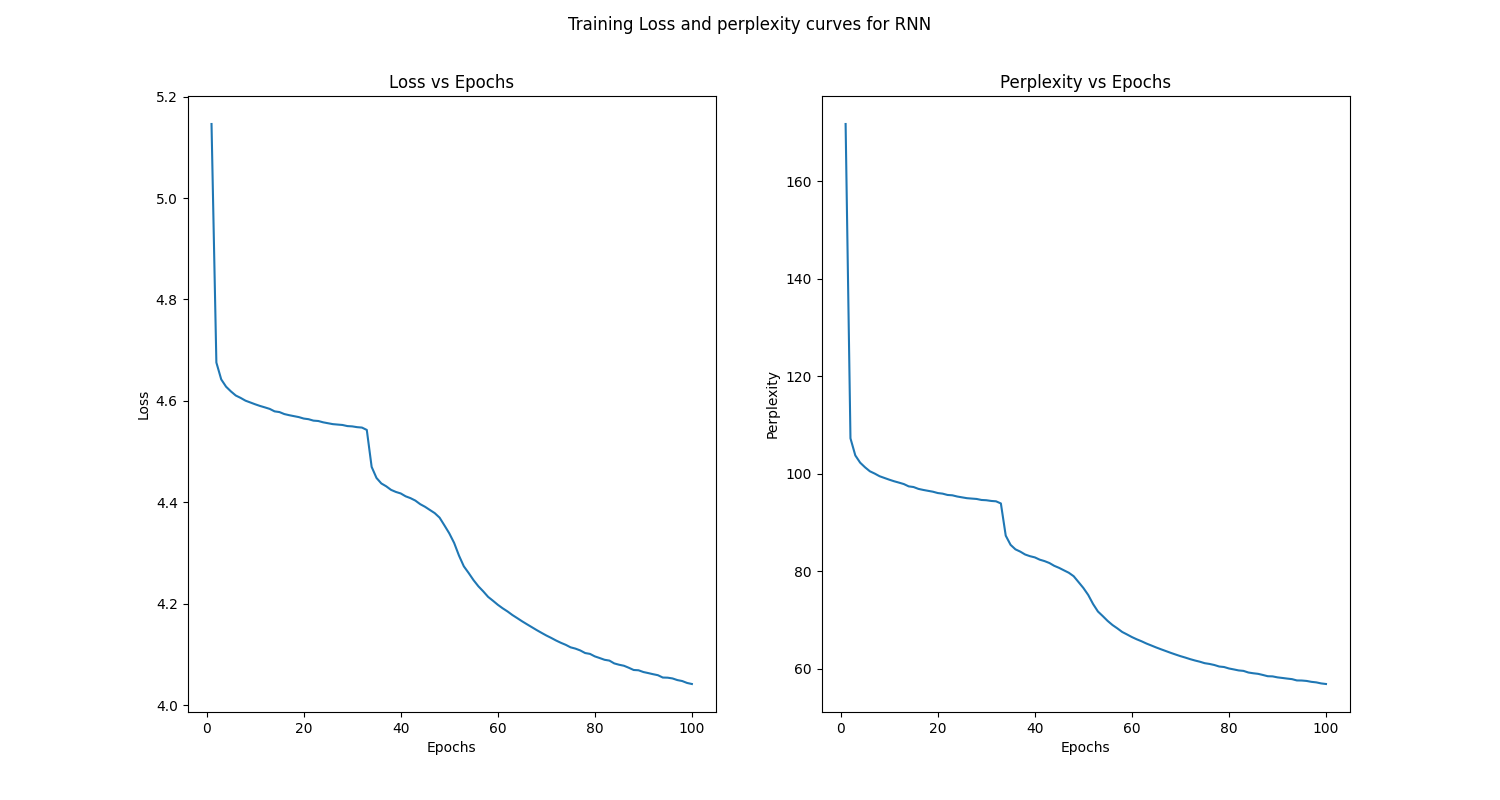 Training Loss and perplexity curves for RNN
Loss vs Epochs
5.2
5.0
4.8
4.6
4.4
4.2
4.0
Loss
0 20 40 60 80 100
Epochs
Perplexity vs Epochs
160
140
120
100
80
60
Perplexity
0 20 40 60 80 100
Epochs